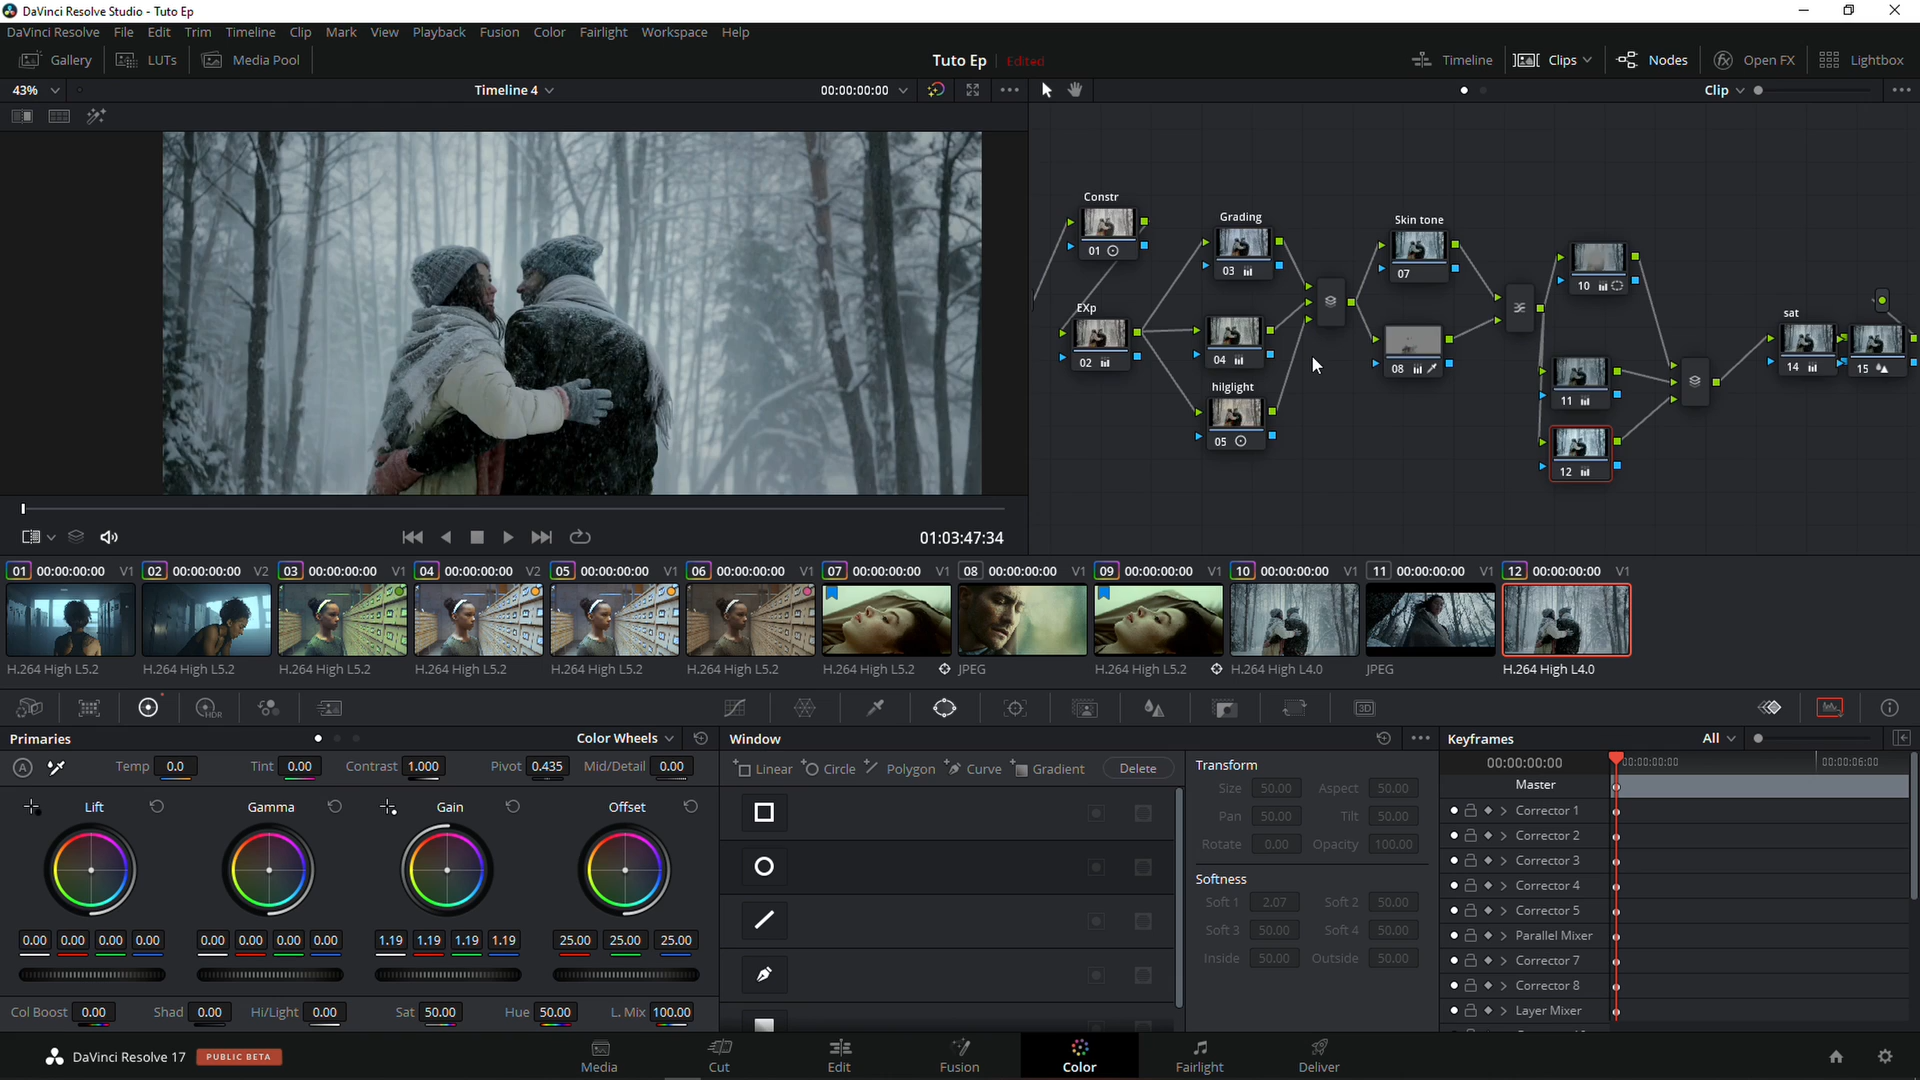 DaVinci Resolve Studio - Tuto Ep
DaVinci Resolve File Edit Trim Timeline Clip Mark View Playback Fusion Color Fairlight Workspace Help
Gallery LUTs Media Pool Tuto Ep Edited Timeline Clips Nodes Open FX Lightbox
43% Timeline 4 00:00:00:00 Clip
Constr
01
EXp
02
Grading
03
04
hilglight
05
Skin tone
07
08
10
11
12
sat
14
15
01:03:47:34
01 00:00:00:00 V1 02 00:00:00:00 V2 03 00:00:00:00 V1 04 00:00:00:00 V2 05 00:00:00:00 V1 06 00:00:00:00 V1 07 00:00:00:00 V1 08 00:00:00:00 V1 09 00:00:00:00 V1 10 00:00:00:00 V1 11 00:00:00:00 V1 12 00:00:00:00 V1
H.264 High L5.2 H.264 High L5.2 H.264 High L5.2 H.264 High L5.2 H.264 High L5.2 H.264 High L5.2 H.264 High L5.2 JPEG H.264 High L5.2 H.264 High L4.0 JPEG H.264 High L4.0
HDR 3D
Primaries Color Wheels
A Temp 0.0 Tint 0.00 Contrast 1.000 Pivot 0.435 Mid/Detail 0.00
Lift Gamma Gain Offset
0.00 0.00 0.00 0.00 0.00 0.00 0.00 0.00 1.19 1.19 1.19 1.19 25.00 25.00 25.00
Col Boost 0.00 Shad 0.00 Hi/Light 0.00 Sat 50.00 Hue 50.00 L. Mix 100.00
Window
Linear Circle Polygon Curve Gradient Delete
Transform
Size 50.00 Aspect 50.00
Pan 50.00 Tilt 50.00
Rotate 0.00 Opacity 100.00
Softness
Soft 1 2.07 Soft 2 50.00
Soft 3 50.00 Soft 4 50.00
Inside 50.00 Outside 50.00
Keyframes All
00:00:00:00 00:00:00:00 00:00:06:00
Master
Corrector 1
Corrector 2
Corrector 3
Corrector 4
Corrector 5
Parallel Mixer
Corrector 7
Corrector 8
Layer Mixer
DaVinci Resolve 17 PUBLIC BETA
Media Cut Edit Fusion Color Fairlight Deliver